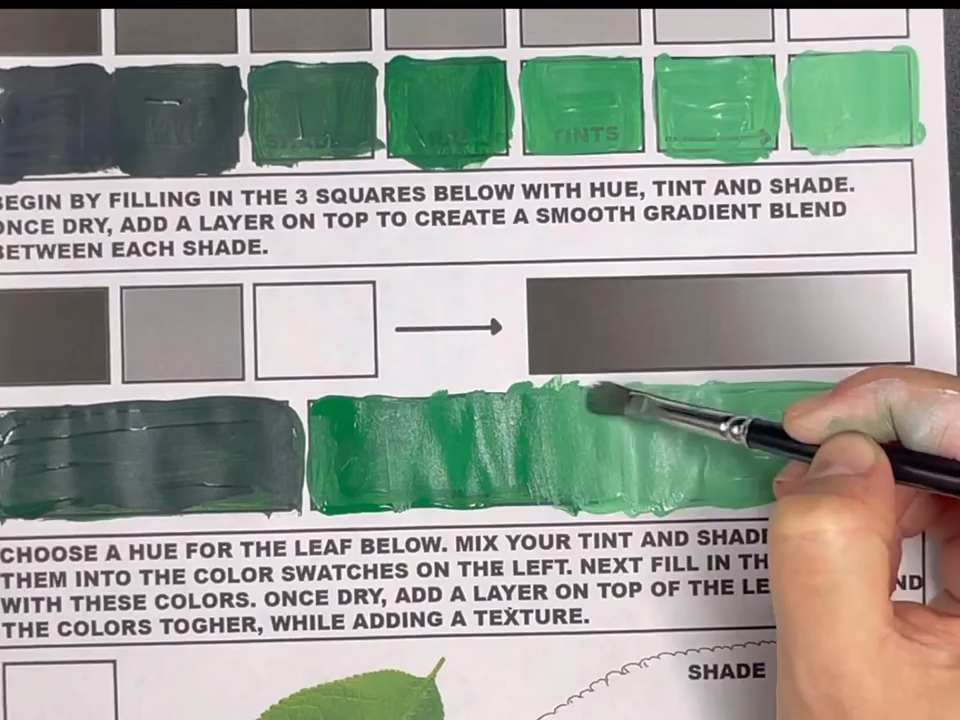 TINTS
BEGIN BY FILLING IN THE 3 SQUARES BELOW WITH HUE, TINT AND SHADE.
ONCE DRY, ADD A LAYER ON TOP TO CREATE A SMOOTH GRADIENT BLEND
BETWEEN EACH SHADE.
CHOOSE A HUE FOR THE LEAF BELOW. MIX YOUR TINT AND
THEM INTO THE COLOR SWATCHES ON THE LEFT. NEXT FILL IN
WITH THESE COLORS. ONCE DRY, ADD A LAYER ON TOP OF THE
THE COLORS TOGHER, WHILE ADDING A TEXTURE.
SHADE